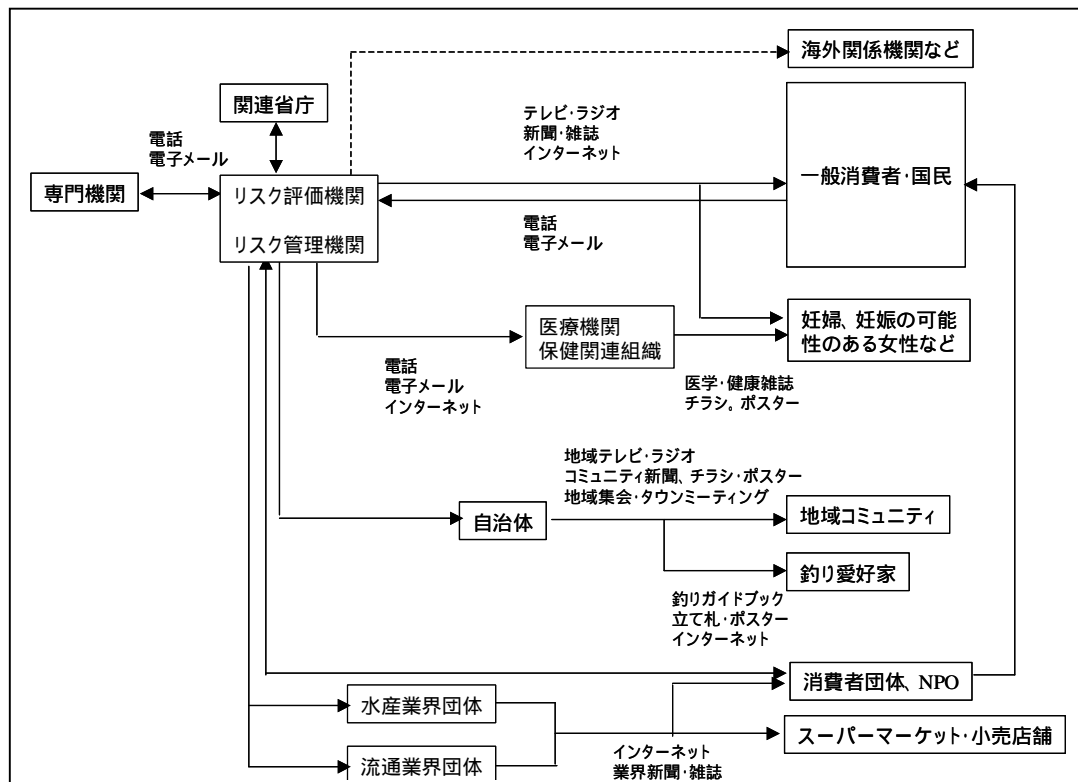 海外関係機関など
関連省庁
テレビ・ラジオ
新聞・雑誌
インターネット
電話
電子メール
専門機関
リスク評価機関
リスク管理機関
一般消費者・国民
電話
電子メール
医療機関
保健関連組織
妊婦、妊娠の可能
性のある女性など
電話
電子メール
インターネット
医学・健康雑誌
チラシ。ポスター
地域テレビ・ラジオ
コミュニティ新聞、チラシ・ポスター
地域集会・タウンミーティング
自治体
地域コミュニティ
釣り愛好家
釣りガイドブック
立て札・ポスター
インターネット
消費者団体、NPO
水産業界団体
スーパーマーケット・小売店舗
インターネット
業界新聞・雑誌
流通業界団体